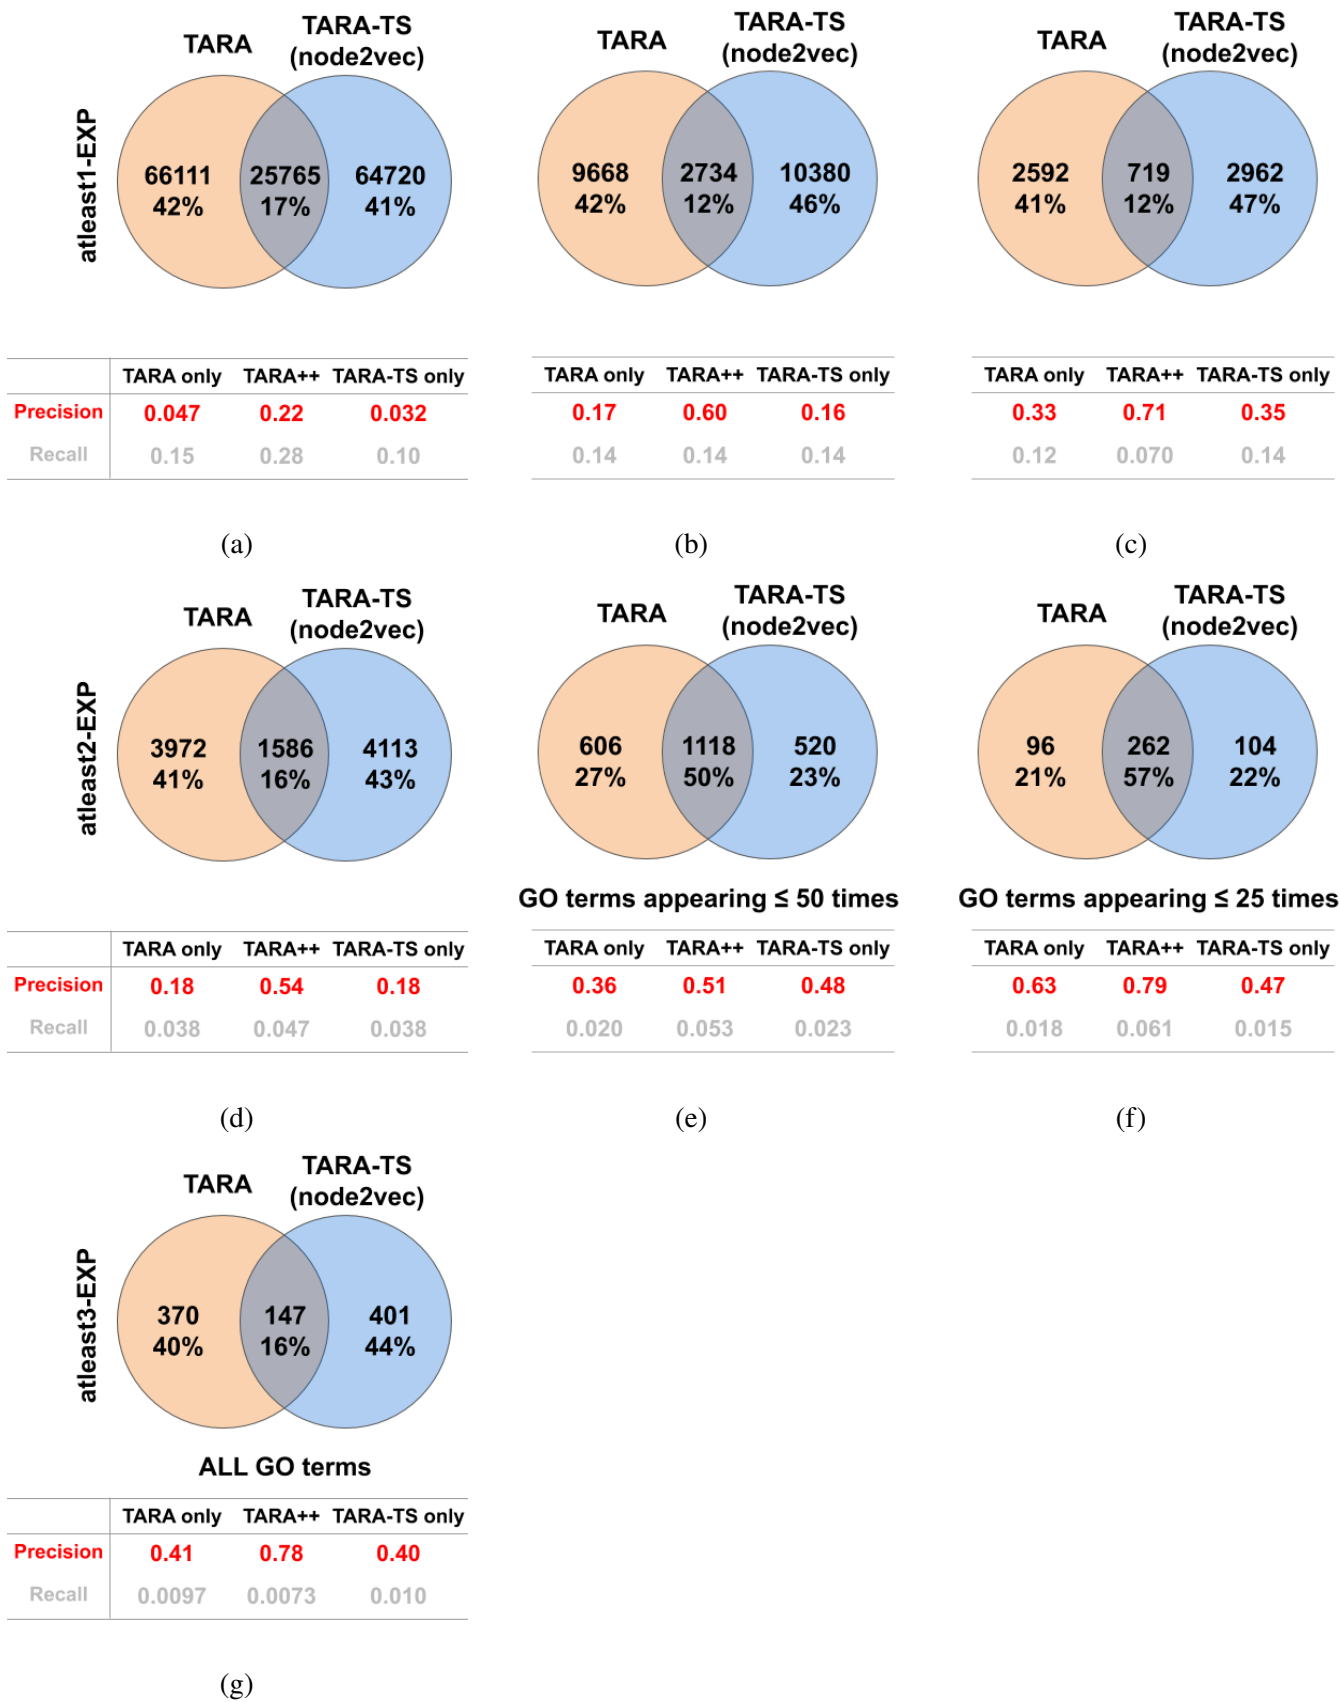 TARA
TARA-TS
(node2vec)
atleast1-EXP
66111
42%
25765
17%
64720
41%
TARA only TARA++ TARA-TS only
Precision 0.047 0.22 0.032
Recall 0.15 0.28 0.10
(a)
TARA
TARA-TS
(node2vec)
9668
42%
2734
12%
10380
46%
TARA only TARA++ TARA-TS only
0.17 0.60 0.16
0.14 0.14 0.14
(b)
TARA
TARA-TS
(node2vec)
2592
41%
719
12%
2962
47%
TARA only TARA++ TARA-TS only
0.33 0.71 0.35
0.12 0.070 0.14
(c)
TARA
TARA-TS
(node2vec)
atleast2-EXP
3972
41%
1586
16%
4113
43%
TARA only TARA++ TARA-TS only
Precision 0.18 0.54 0.18
Recall 0.038 0.047 0.038
(d)
TARA
TARA-TS
(node2vec)
606
27%
1118
50%
520
23%
GO terms appearing ≤ 50 times
TARA only TARA++ TARA-TS only
0.36 0.51 0.48
0.020 0.053 0.023
(e)
TARA
TARA-TS
(node2vec)
96
21%
262
57%
104
22%
GO terms appearing ≤ 25 times
TARA only TARA++ TARA-TS only
0.63 0.79 0.47
0.018 0.061 0.015
(f)
TARA
TARA-TS
(node2vec)
atleast3-EXP
370
40%
147
16%
401
44%
ALL GO terms
TARA only TARA++ TARA-TS only
Precision 0.41 0.78 0.40
Recall 0.0097 0.0073 0.010
(g)